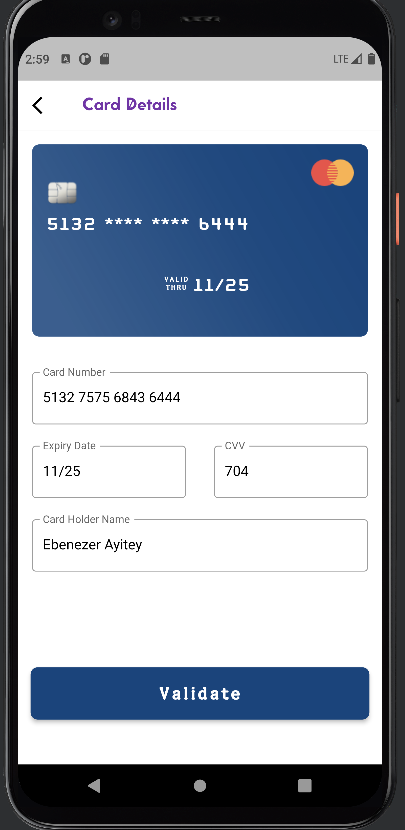 2:59 LTE
Card Details
5132 **** **** 6444
VALID THRU 11/25
Card Number
5132 7575 6843 6444
Expiry Date CVV
11/25 704
Card Holder Name
Ebenezer Ayitey
Validate